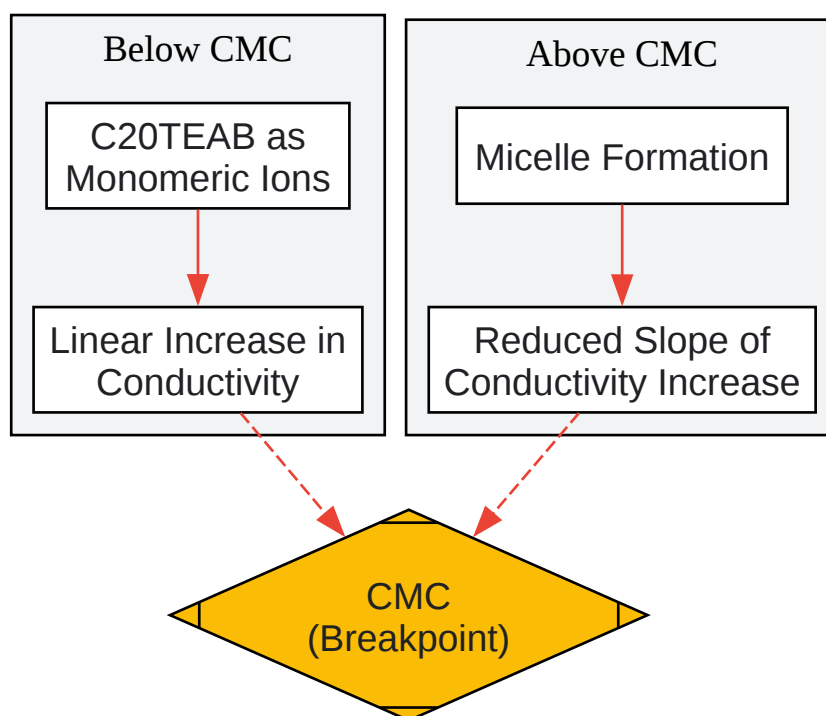 Below CMC
C20TEAB as
Monomeric Ions
Linear Increase in
Conductivity
Above CMC
Micelle Formation
Reduced Slope of
Conductivity Increase
CMC
(Breakpoint)